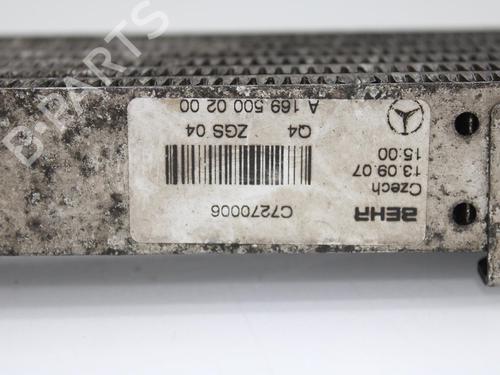 BEHR
Czech
13.09.07
15:00
C7270006
Q4 ZGS 04
A 169 500 02 00
B-PARTS